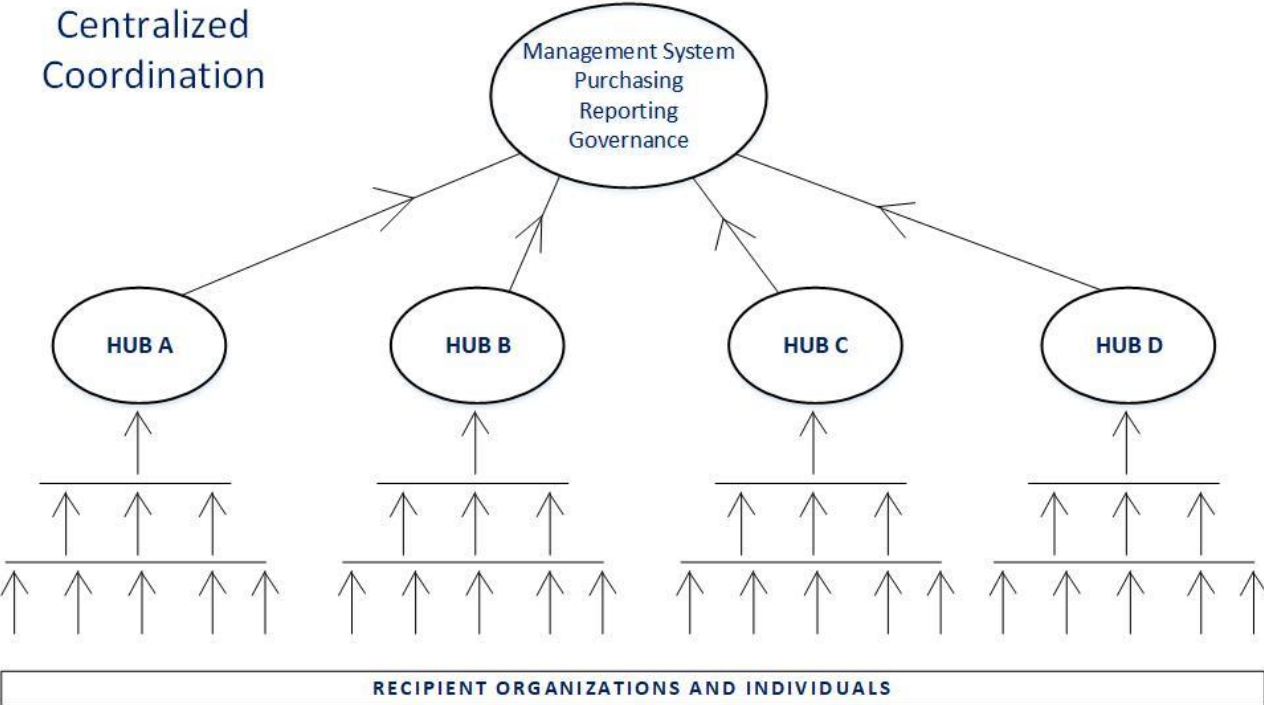 Centralized
Coordination
Management System
Purchasing
Reporting
Governance
HUB A
HUB B
HUB C
HUB D
RECIPIENT ORGANIZATIONS AND INDIVIDUALS